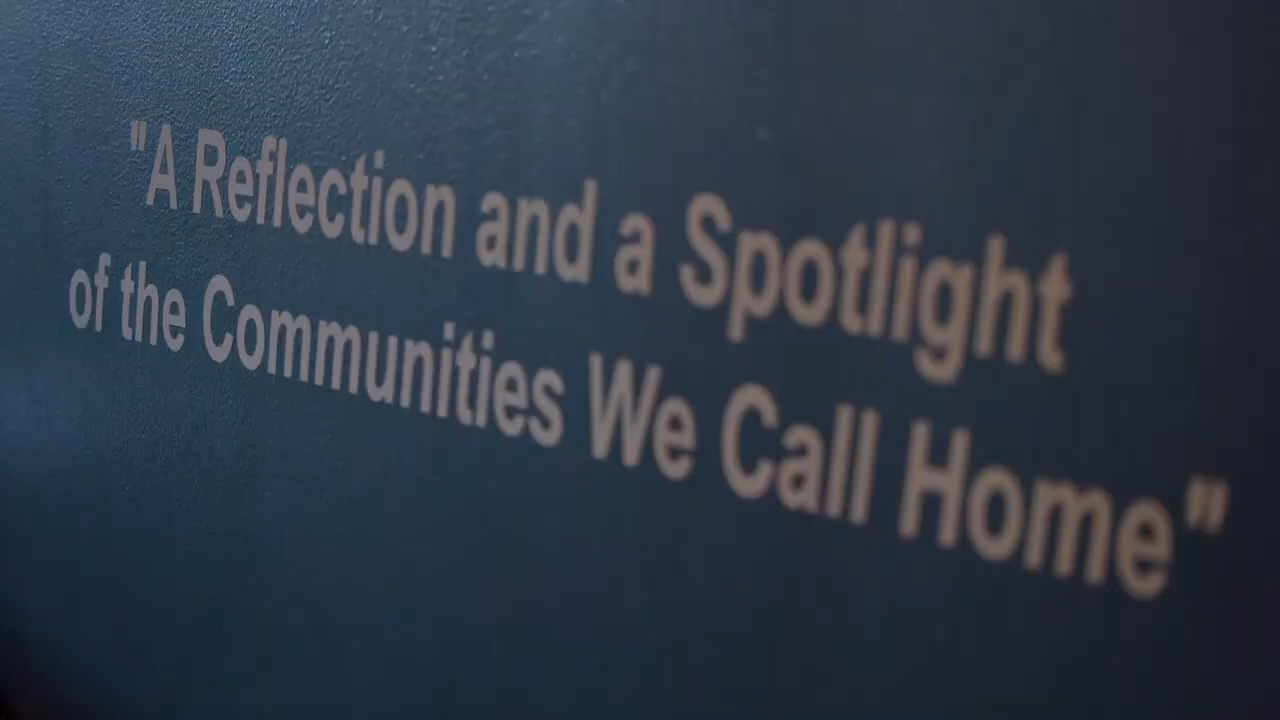 "A Reflection and a Spotlight
of the Communities We Call Home"